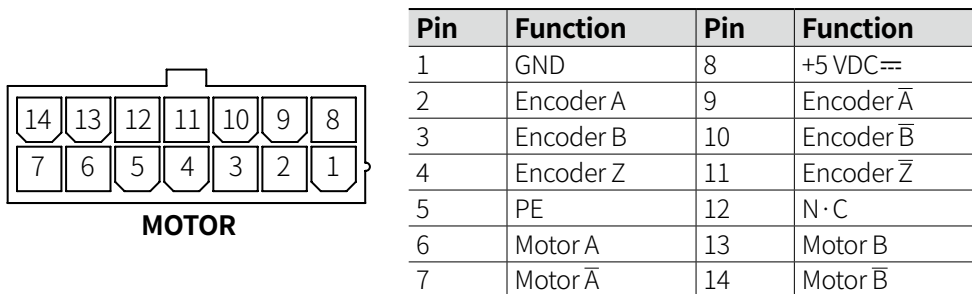 14 13 12 11 10 9 8
7 6 5 4 3 2 1
MOTOR
Pin Function Pin Function
1 GND 8 +5 VDC⎓
2 Encoder A 9 Encoder A̅
3 Encoder B 10 Encoder B̅
4 Encoder Z 11 Encoder Z̅
5 PE 12 N·C
6 Motor A 13 Motor B
7 Motor A̅ 14 Motor B̅